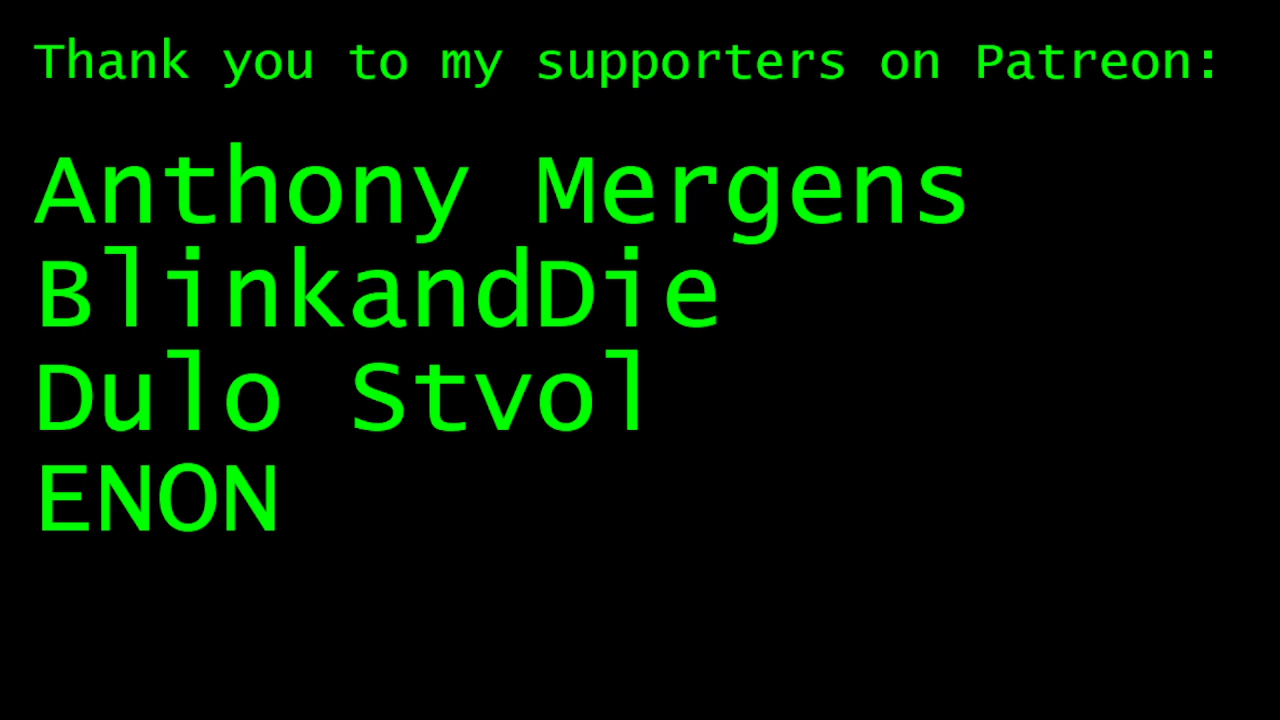 Thank you to my supporters on Patreon:
Anthony Mergens
BlinkandDie
Dulo Stvol
ENON